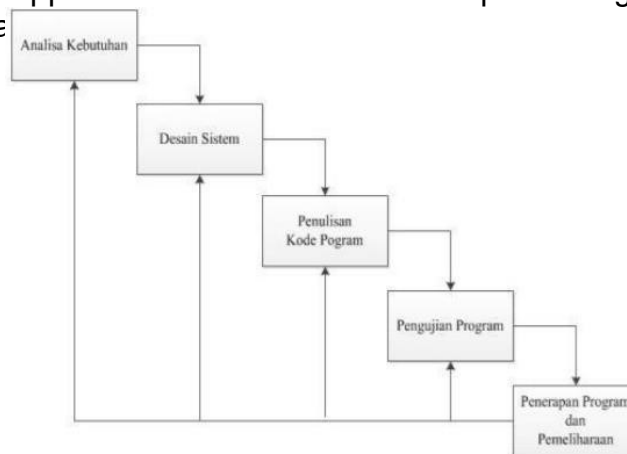 Analisa Kebutuhan
Desain Sistem
Penulisan
Kode Pogram
Pengujian Program
Penerapan Program
dan
Pemeliharaan